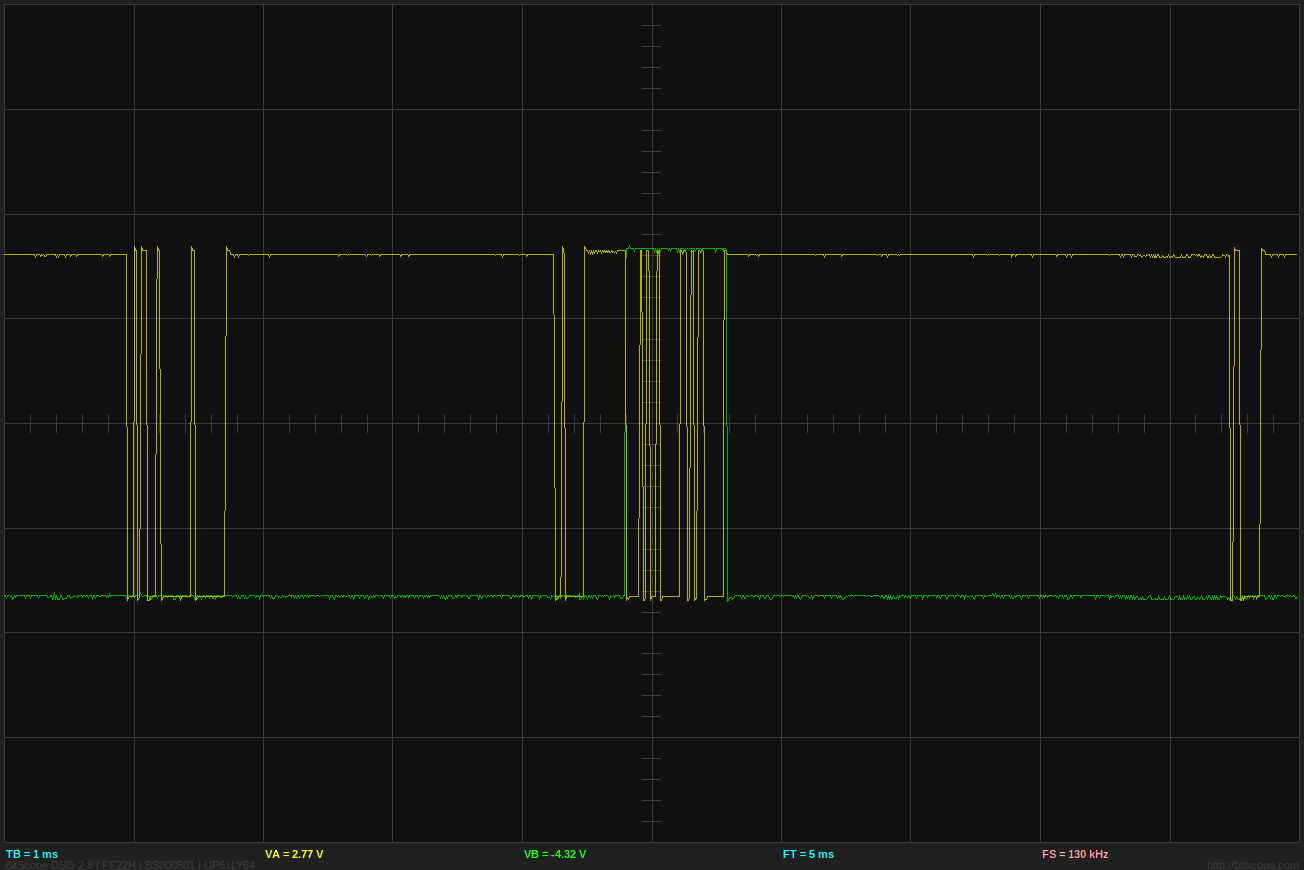 TB = 1 ms VA = 2.77 V VB = -4.32 V FT = 5 ms FS = 130 kHz
BitScope DSO 2.8 | FE22H | BS000501 | UP61LY64 http://bitscope.com